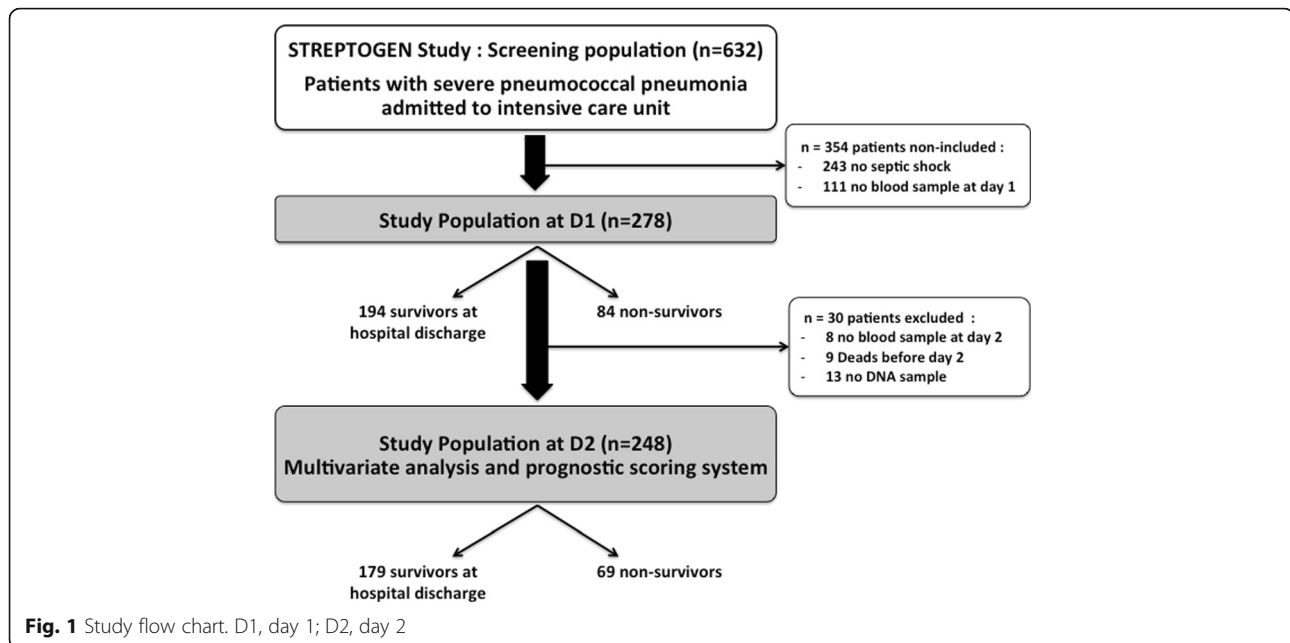 STREPTOGEN Study : Screening population (n=632)
Patients with severe pneumococcal pneumonia
admitted to intensive care unit
n = 354 patients non-included :
- 243 no septic shock
- 111 no blood sample at day 1
Study Population at D1 (n=278)
194 survivors at
hospital discharge
84 non-survivors
n = 30 patients excluded :
- 8 no blood sample at day 2
- 9 Deads before day 2
- 13 no DNA sample
Study Population at D2 (n=248)
Multivariate analysis and prognostic scoring system
179 survivors at
hospital discharge
69 non-survivors
Fig. 1 Study flow chart. D1, day 1; D2, day 2